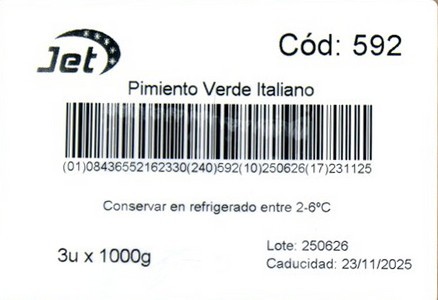 Jet
Cód: 592
Pimiento Verde Italiano
(01)08436552162330(240)592(10)250626(17)231125
Conservar en refrigerado entre 2-6ºC
3u x 1000g
Lote: 250626
Caducidad: 23/11/2025